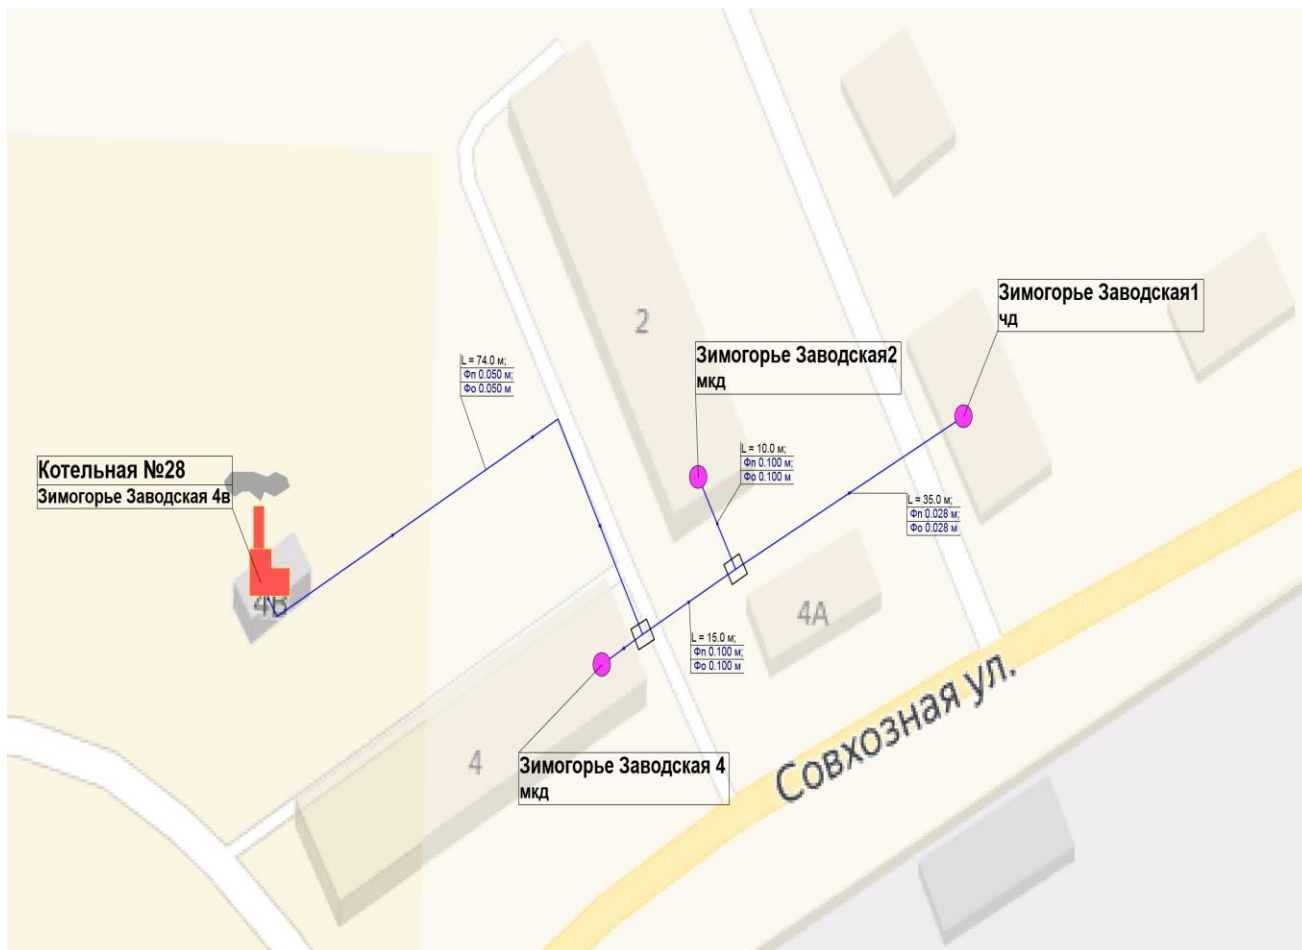 Зимогорье Заводская1
чд
2
Зимогорье Заводская2
мкд
L = 74.0 м;
Фп 0.050 м;
Фо 0.050 м
L = 10.0 м;
Фп 0.100 м;
Фо 0.100 м
Котельная №28
Зимогорье Заводская 4в
L = 35.0 м;
Фп 0.028 м;
Фо 0.028 м
4В
4А
L = 15.0 м;
Фп 0.100 м;
Фо 0.100 м
Совхозная ул.
4
Зимогорье Заводская 4
мкд